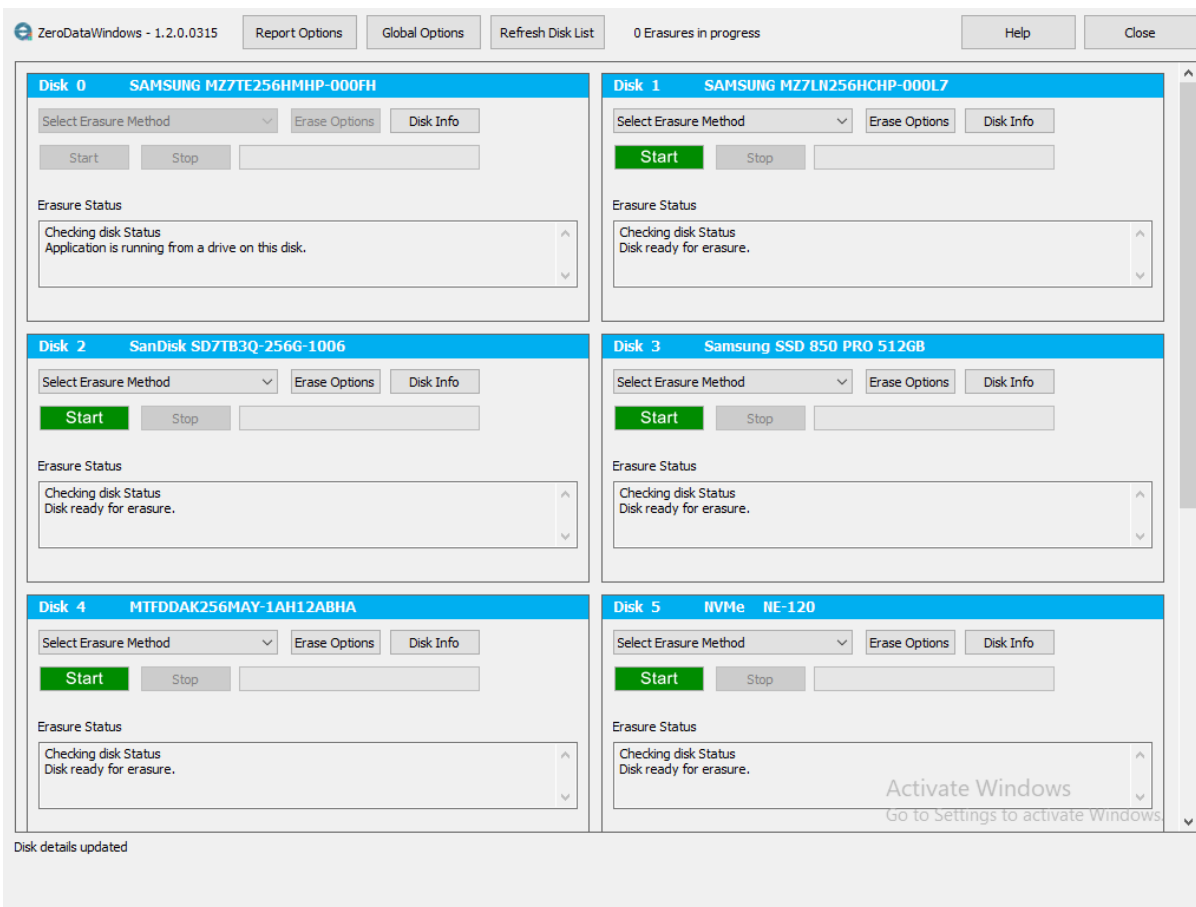 ZeroDataWindows - 1.2.0.0315 Report Options Global Options Refresh Disk List 0 Erasures in progress Help Close
Disk 0 SAMSUNG MZ7TE256HMHP-000FH
Select Erasure Method Erase Options Disk Info
Start Stop
Erasure Status
Checking disk Status
Application is running from a drive on this disk.
Disk 1 SAMSUNG MZ7LN256HCHP-000L7
Select Erasure Method Erase Options Disk Info
Start Stop
Erasure Status
Checking disk Status
Disk ready for erasure.
Disk 2 SanDisk SD7TB3Q-256G-1006
Select Erasure Method Erase Options Disk Info
Start Stop
Erasure Status
Checking disk Status
Disk ready for erasure.
Disk 3 Samsung SSD 850 PRO 512GB
Select Erasure Method Erase Options Disk Info
Start Stop
Erasure Status
Checking disk Status
Disk ready for erasure.
Disk 4 MTFDDAK256MAY-1AH12ABHA
Select Erasure Method Erase Options Disk Info
Start Stop
Erasure Status
Checking disk Status
Disk ready for erasure.
Disk 5 NVMe NE-120
Select Erasure Method Erase Options Disk Info
Start Stop
Erasure Status
Checking disk Status
Disk ready for erasure.
Activate Windows
Go to Settings to activate Windows.
Disk details updated